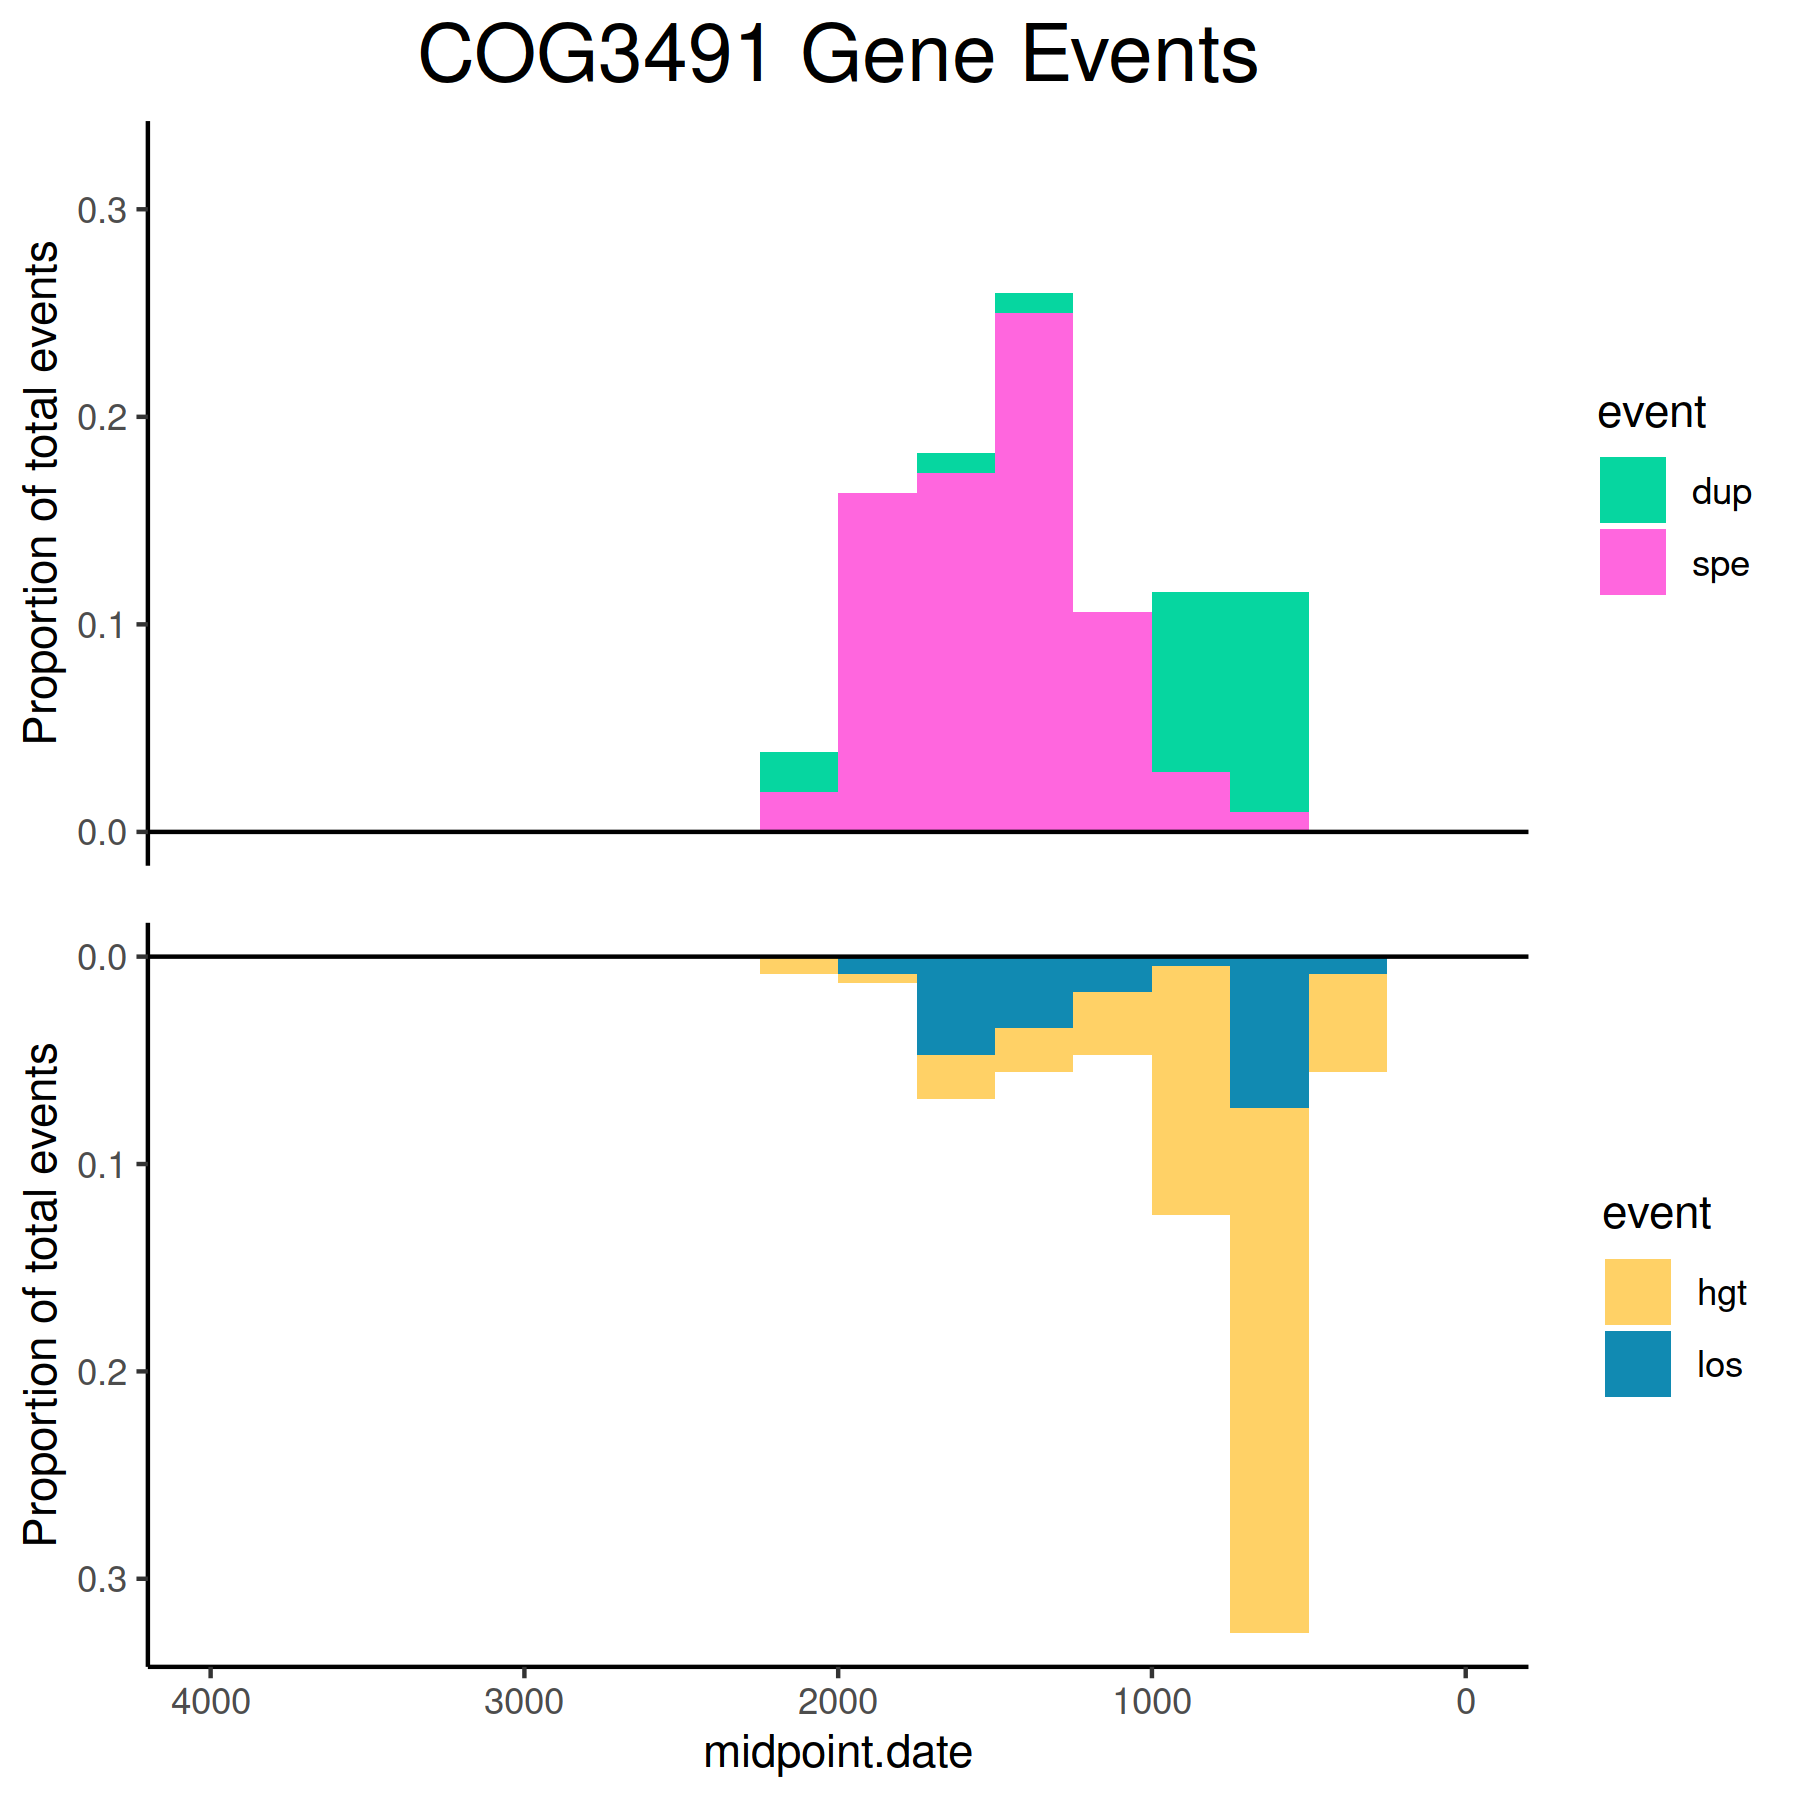 COG3491 Gene Events
Proportion of total events
0.3
0.2
0.1
0.0
event
dup
spe
Proportion of total events
0.0
0.1
0.2
0.3
event
hgt
los
4000 3000 2000 1000 0
midpoint.date